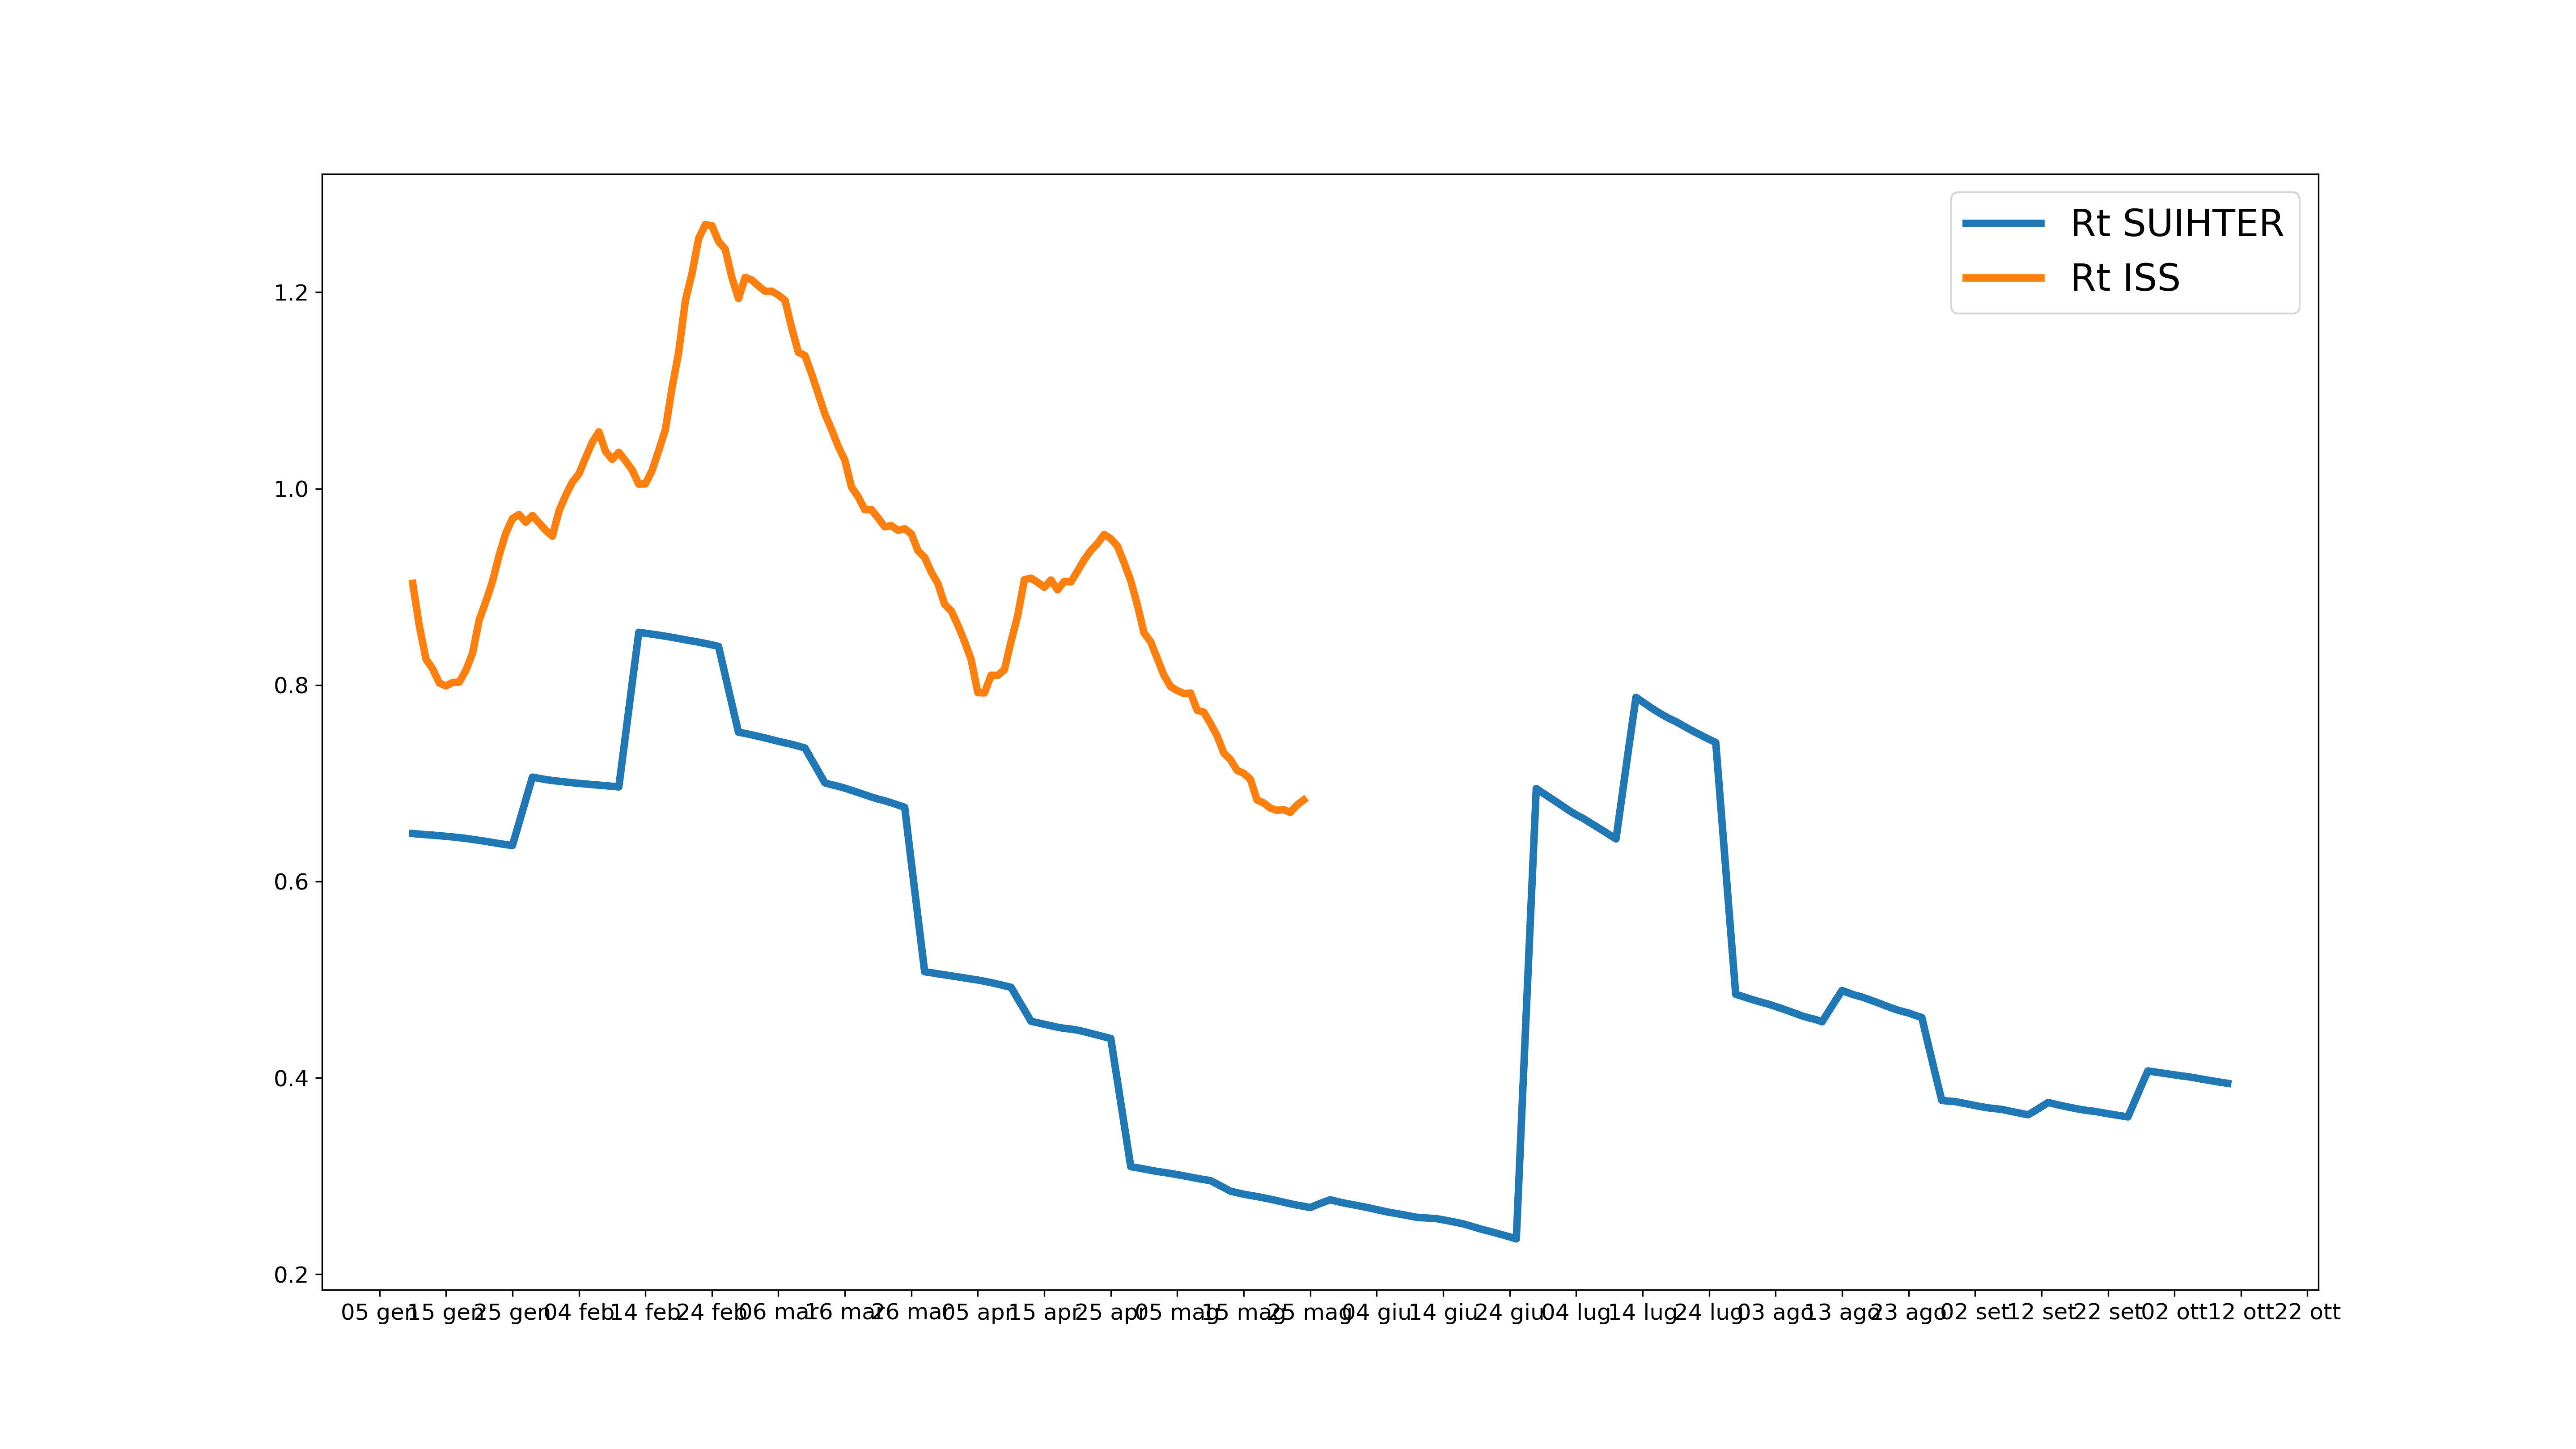 Rt SUIHTER
Rt ISS
1.2
1.0
0.8
0.6
0.4
0.2
05 gen 15 gen 25 gen 04 feb 14 feb 24 feb 06 mar 16 mar 26 mar 05 apr 15 apr 25 apr 05 mag 15 mag 25 mag 04 giu 14 giu 24 giu 04 lug 14 lug 24 lug 03 ago 13 ago 23 ago 02 set 12 set 22 set 02 ott 12 ott 22 ott